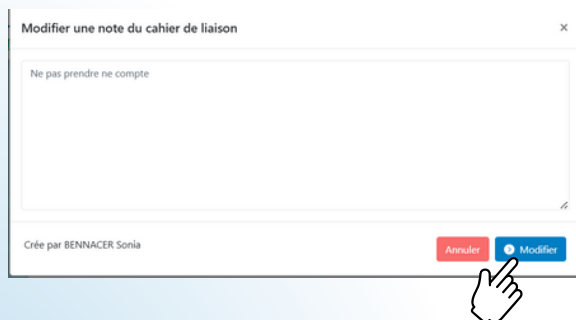 Modifier une note du cahier de liaison ×
Ne pas prendre ne compte
Crée par BENNACER Sonia
Annuler
Modifier